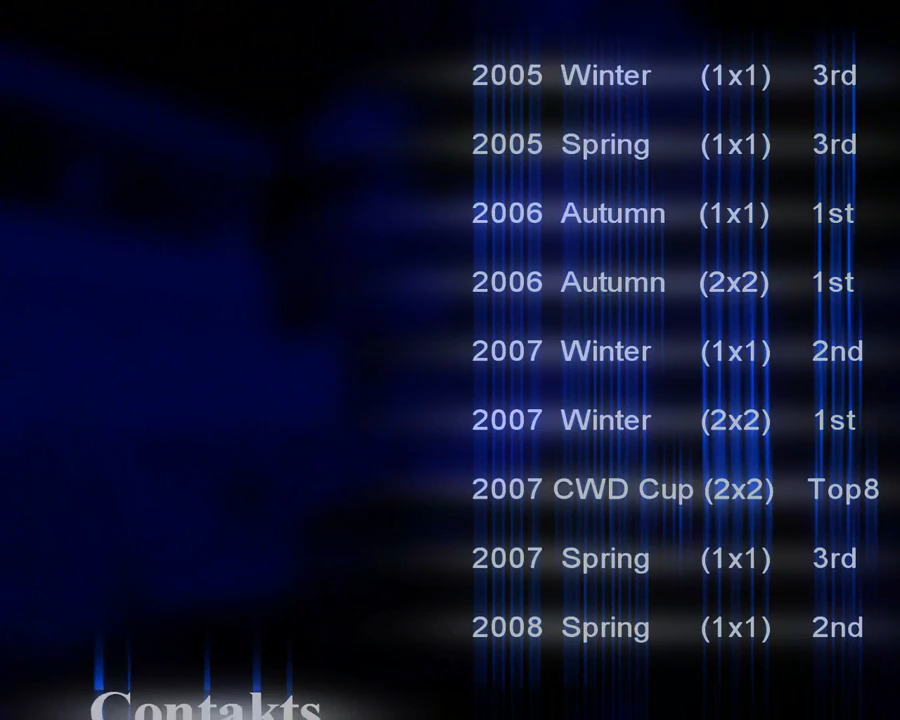 2005 Winter (1x1) 3rd
2005 Spring (1x1) 3rd
2006 Autumn (1x1) 1st
2006 Autumn (2x2) 1st
2007 Winter (1x1) 2nd
2007 Winter (2x2) 1st
2007 CWD Cup (2x2) Top8
2007 Spring (1x1) 3rd
2008 Spring (1x1) 2nd
Contakts